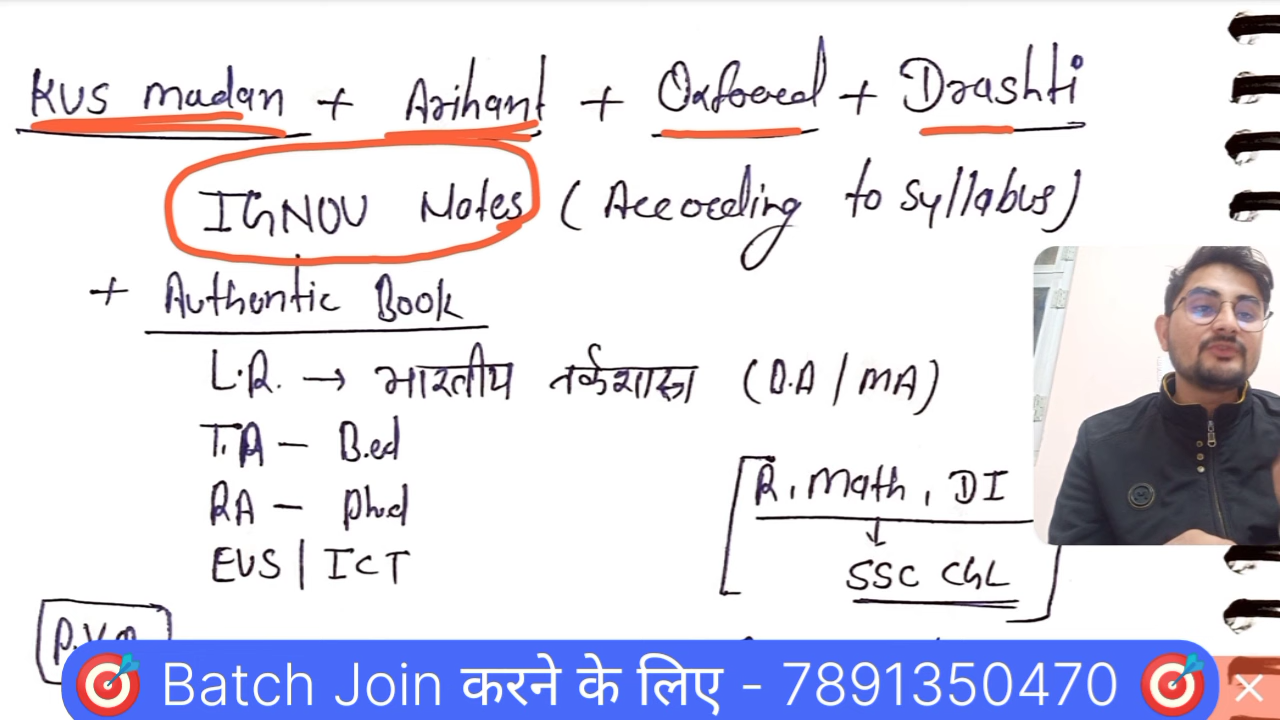 KVS madan + Arihant + Oxfoered + Drashti
IGNOU Notes (According to Syllabus)
+ Authentic Book
L.R. → भारतीय तर्कशास्त्र (B.A / MA)
T.A – B.ed
RA – Phd
EVS | ICT
R, Math, DI
↓
SSC CGL
P.Y.Q
🎯 Batch Join करने के लिए - 7891350470 🎯 ×